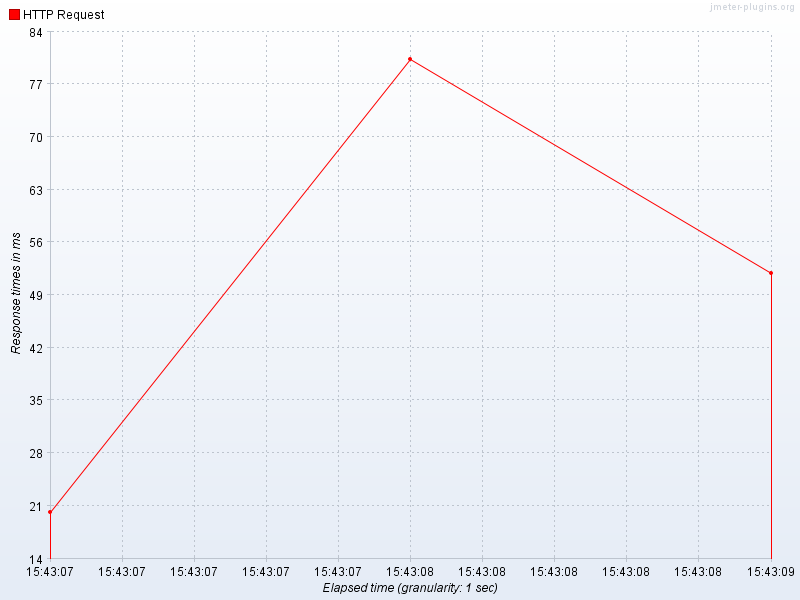 jmeter-plugins.org
HTTP Request
84
77
70
63
56
49
42
35
28
21
14
Response times in ms
15:43:07 15:43:07 15:43:07 15:43:07 15:43:07 15:43:08 15:43:08 15:43:08 15:43:08 15:43:08 15:43:09
Elapsed time (granularity: 1 sec)